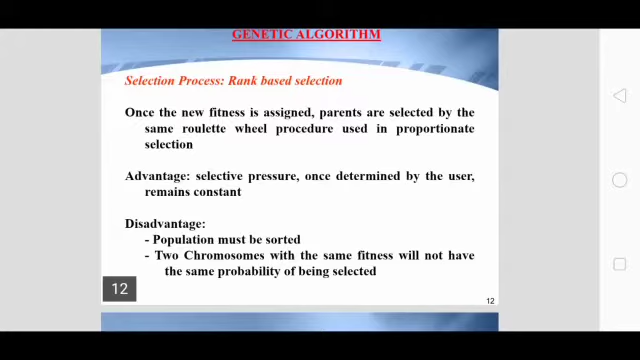 GENETIC ALGORITHM
Selection Process: Rank based selection
Once the new fitness is assigned, parents are selected by the
same roulette wheel procedure used in proportionate
selection
Advantage: selective pressure, once determined by the user,
remains constant
Disadvantage:
- Population must be sorted
- Two Chromosomes with the same fitness will not have
the same probability of being selected
12
12